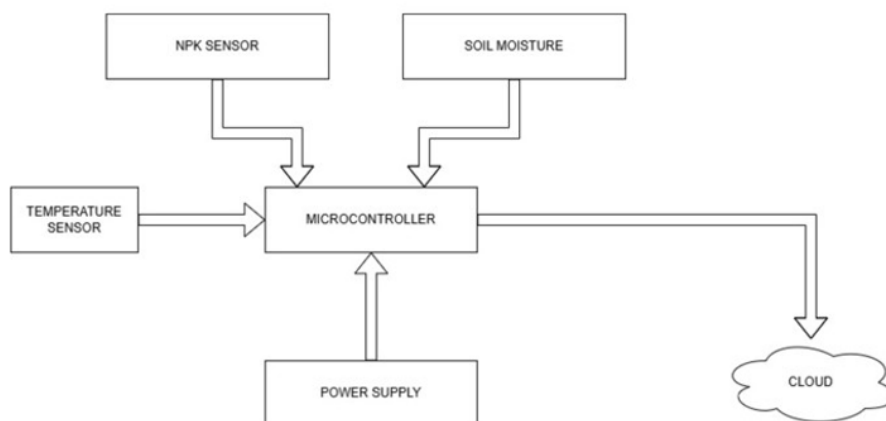 NPK SENSOR
SOIL MOISTURE
TEMPERATURE
SENSOR
MICROCONTROLLER
POWER SUPPLY
CLOUD